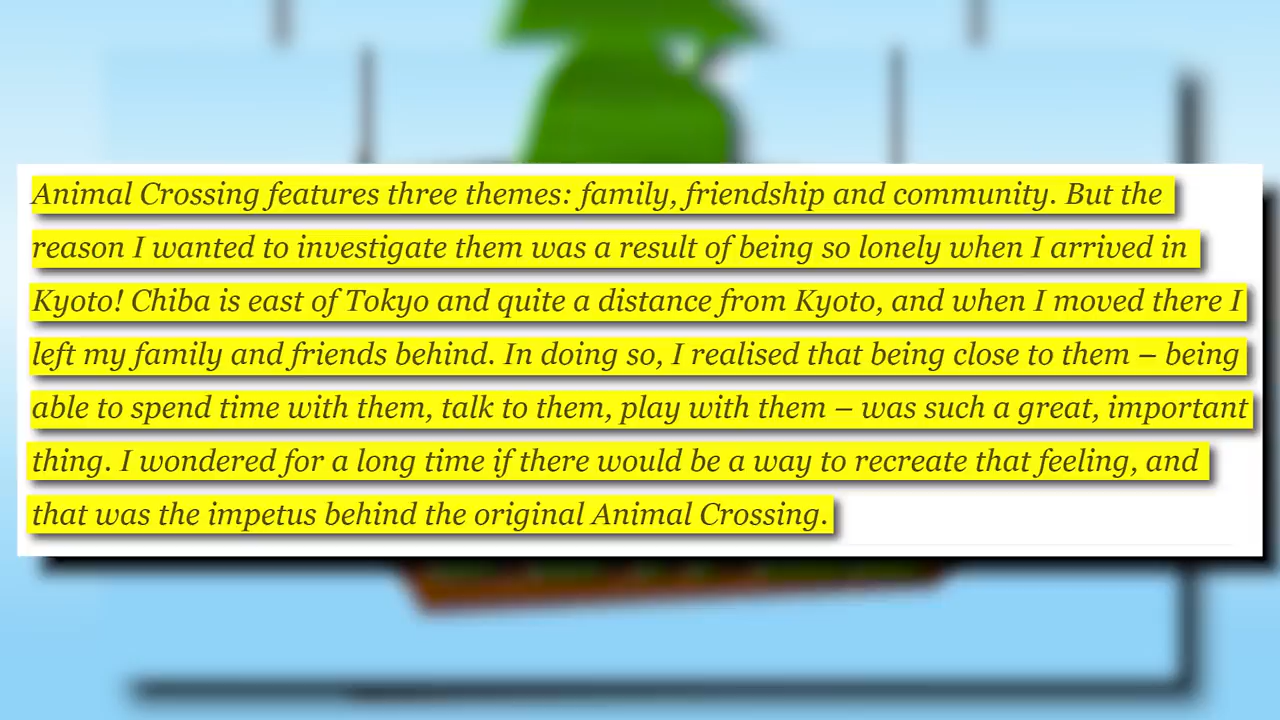 Animal Crossing features three themes: family, friendship and community. But the
reason I wanted to investigate them was a result of being so lonely when I arrived in
Kyoto! Chiba is east of Tokyo and quite a distance from Kyoto, and when I moved there I
left my family and friends behind. In doing so, I realised that being close to them – being
able to spend time with them, talk to them, play with them – was such a great, important
thing. I wondered for a long time if there would be a way to recreate that feeling, and
that was the impetus behind the original Animal Crossing.